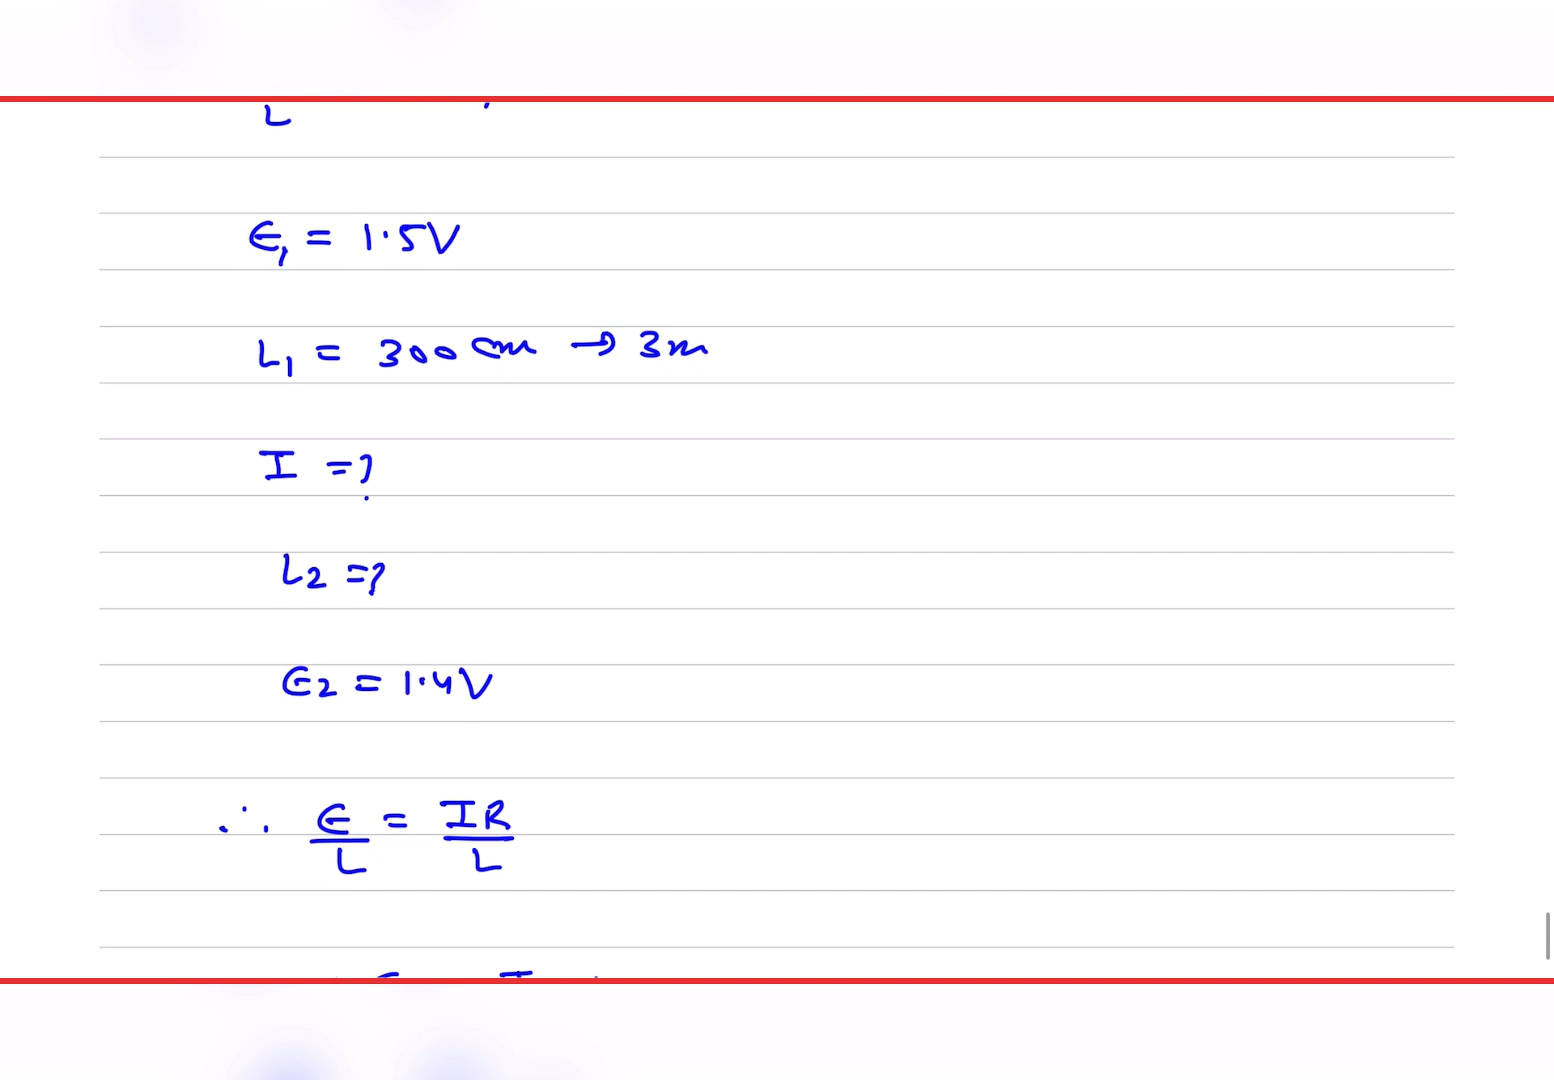 L
ϵ₁ = 1.5V
L₁ = 300 cm → 3m
I = ?
L₂ = ?
ϵ₂ = 1.4V
∴ ϵ/L = IR/L